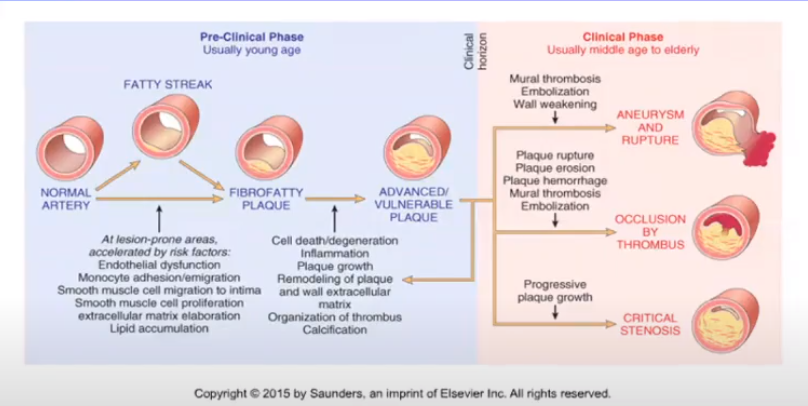 Pre-Clinical Phase
Usually young age
Clinical
horizon
Clinical Phase
Usually middle age to elderly
FATTY STREAK
NORMAL
ARTERY
FIBROFATTY
PLAQUE
ADVANCED/
VULNERABLE
PLAQUE
At lesion-prone areas,
accelerated by risk factors:
Endothelial dysfunction
Monocyte adhesion/emigration
Smooth muscle cell migration to intima
Smooth muscle cell proliferation
extracellular matrix elaboration
Lipid accumulation
Cell death/degeneration
Inflammation
Plaque growth
Remodeling of plaque
and wall extracellular
matrix
Organization of thrombus
Calcification
Mural thrombosis
Embolization
Wall weakening
ANEURYSM
AND
RUPTURE
Plaque rupture
Plaque erosion
Plaque hemorrhage
Mural thrombosis
Embolization
OCCLUSION
BY
THROMBUS
Progressive
plaque growth
CRITICAL
STENOSIS
Copyright © 2015 by Saunders, an imprint of Elsevier Inc. All rights reserved.